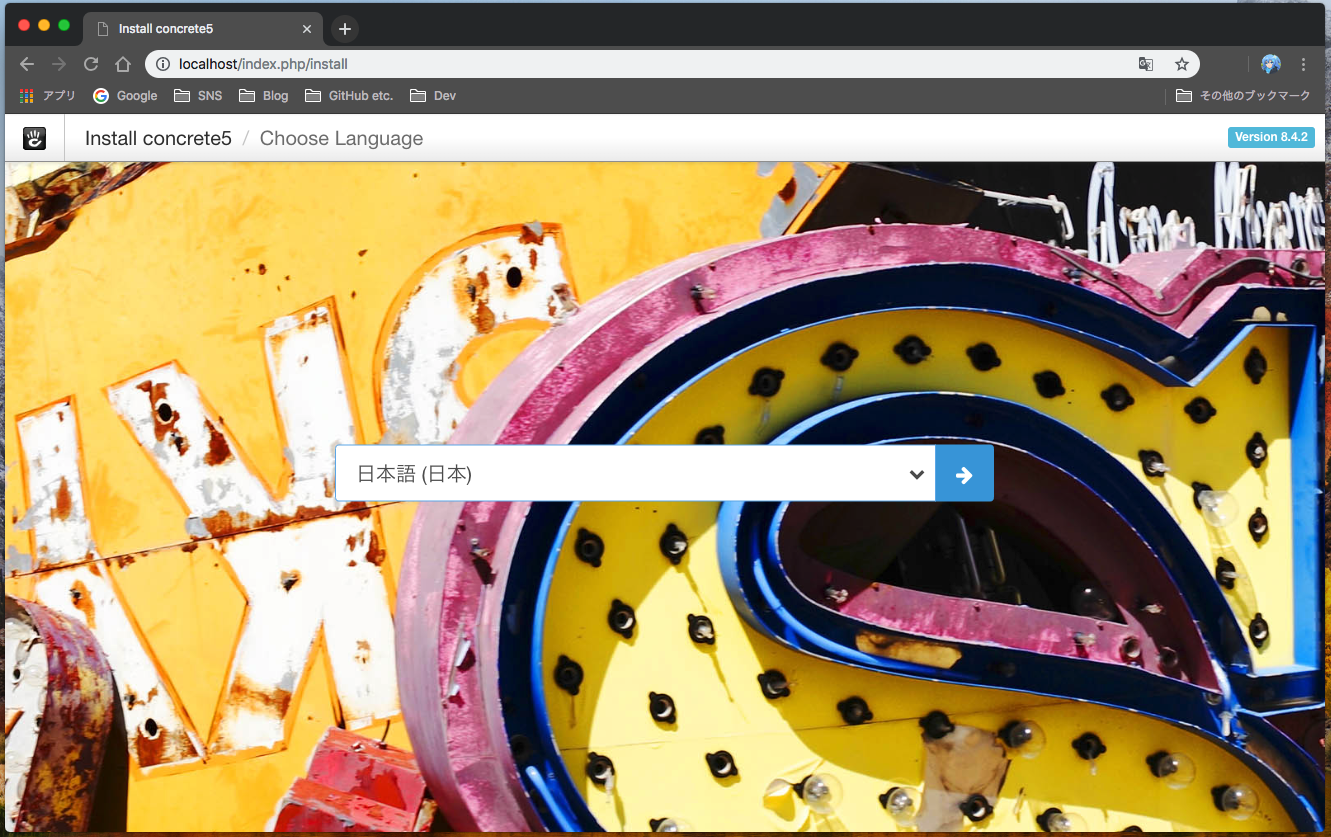 Install concrete5
localhost/index.php/install
アプリ Google SNS Blog GitHub etc. Dev その他のブックマーク
Install concrete5 / Choose Language Version 8.4.2
日本語 (日本)